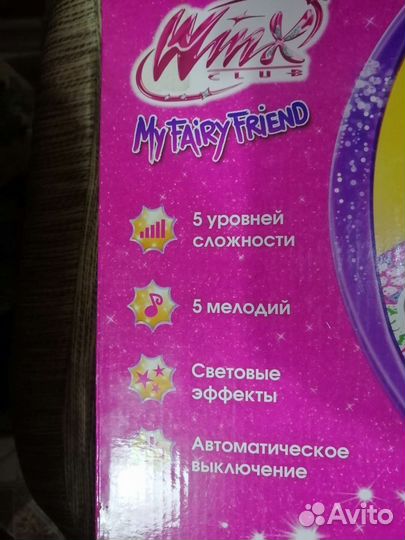 Winx
CLUB
My Fairy Friend
5 уровней
сложности
5 мелодий
Световые
эффекты
Автоматическое
выключение
Avito